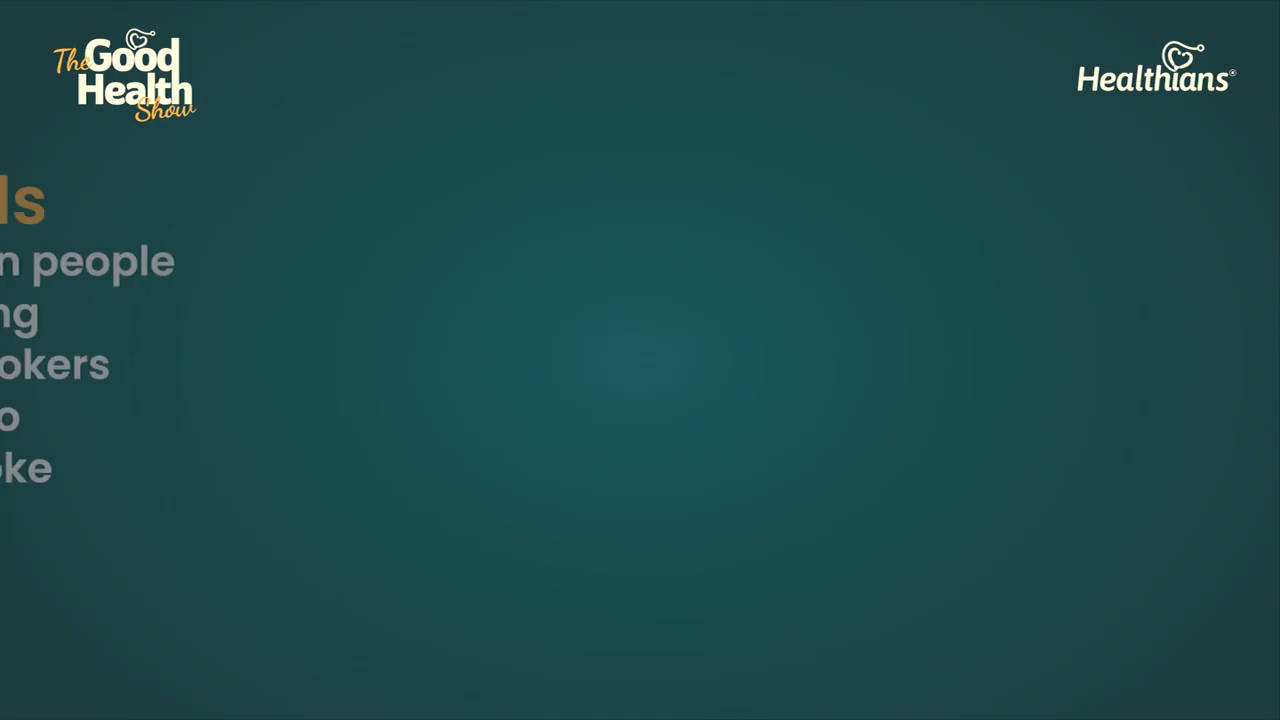 The Good
Health
Show
Healthians®
ls
n people
ng
okers
o
oke